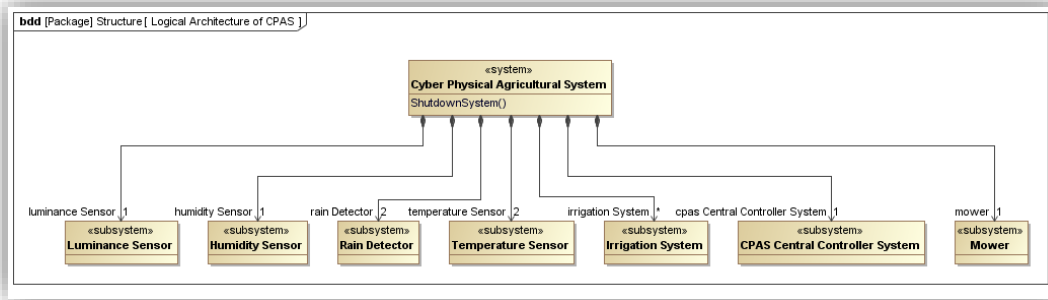 bdd [Package] Structure [ Logical Architecture of CPAS ]
«system»
Cyber Physical Agricultural System
ShutdownSystem()
luminance Sensor 1 humidity Sensor 1 rain Detector 2 temperature Sensor 2 irrigation System * cpas Central Controller System 1 mower 1
«subsystem» «subsystem» «subsystem» «subsystem» «subsystem» «subsystem» «subsystem»
Luminance Sensor Humidity Sensor Rain Detector Temperature Sensor Irrigation System CPAS Central Controller System Mower